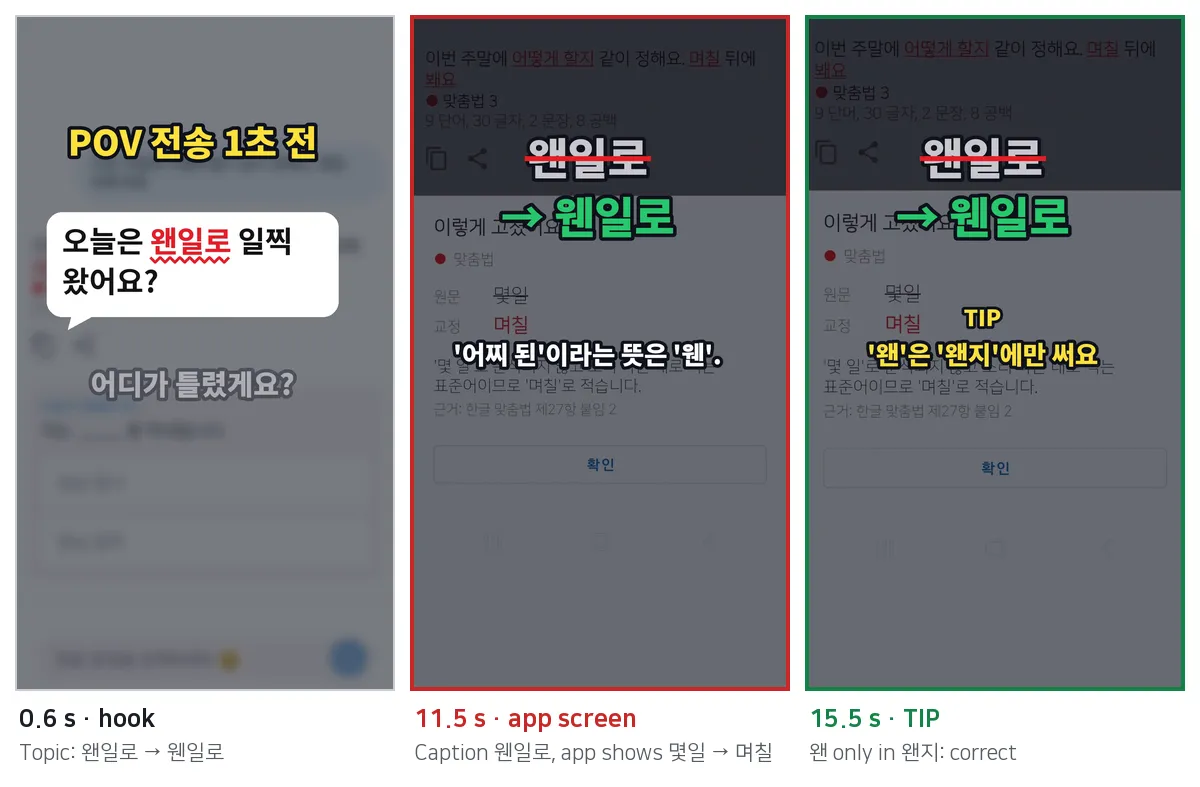 POV 전송 1초 전
오늘은 왠일로 일찍
왔어요?
어디가 틀렸게요?
0.6 s · hook
Topic: 왠일로 → 웬일로
이번 주말에 어떻게 할지 같이 정해요. 며칠 뒤에
봬요
맞춤법 3
9 단어, 30 글자, 2 문장, 8 공백
왠일로
→ 웬일로
이렇게 고쳤어요
맞춤법
원문 몇일
교정 며칠
'어찌 된'이라는 뜻은 '웬'.
표준어이므로 '며칠'로 적습니다.
근거: 한글 맞춤법 제27항 붙임 2
확인
11.5 s · app screen
Caption 웬일로, app shows 몇일 → 며칠
이번 주말에 어떻게 할지 같이 정해요. 며칠 뒤에
봬요
맞춤법 3
9 단어, 30 글자, 2 문장, 8 공백
왠일로
→ 웬일로
이렇게 고쳤어요
맞춤법
원문 몇일
교정 며칠
TIP
'왠'은 '왠지'에만 써요
표준어이므로 '며칠'로 적습니다.
근거: 한글 맞춤법 제27항 붙임 2
확인
15.5 s · TIP
왠 only in 왠지: correct